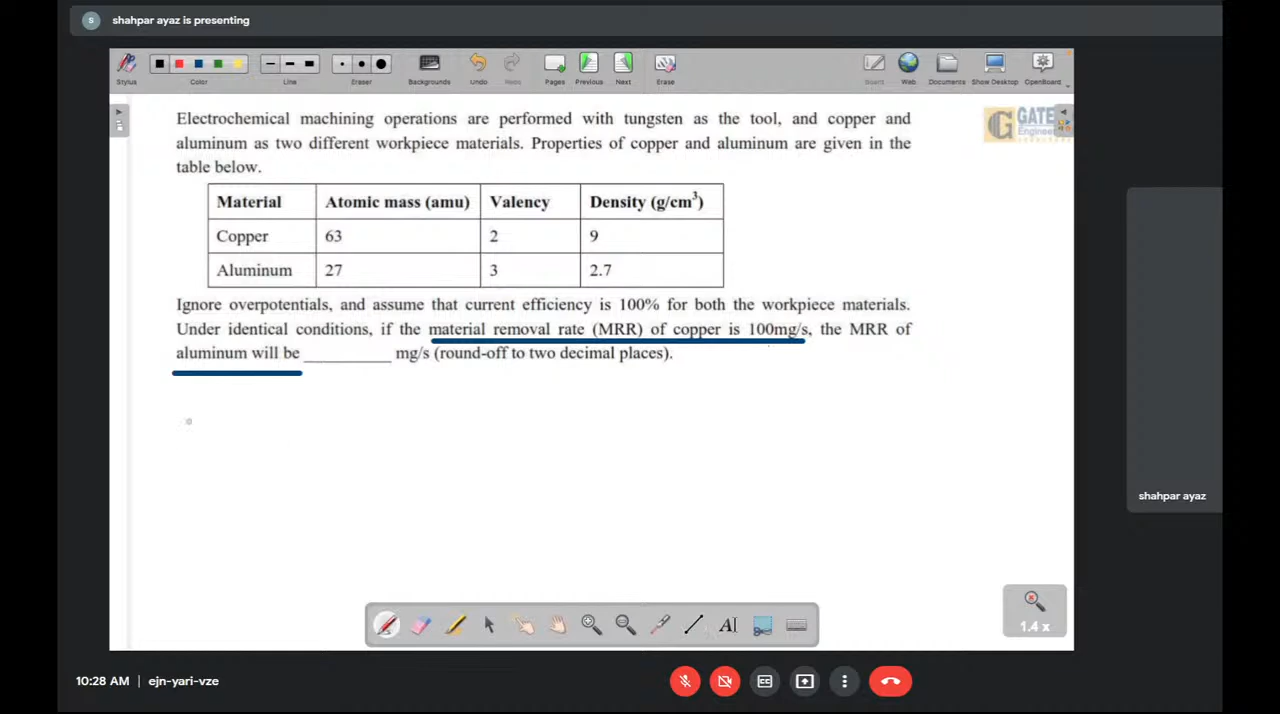 S shahpar ayaz is presenting
Stylus Color Line Eraser Backgrounds Undo Redo Pages Previous Next Erase Board Web Documents Show Desktop OpenBoard
Electrochemical machining operations are performed with tungsten as the tool, and copper and
aluminum as two different workpiece materials. Properties of copper and aluminum are given in the
table below.
G GATE
Engineer
Material Atomic mass (amu) Valency Density (g/cm³)
Copper 63 2 9
Aluminum 27 3 2.7
Ignore overpotentials, and assume that current efficiency is 100% for both the workpiece materials.
Under identical conditions, if the material removal rate (MRR) of copper is 100mg/s, the MRR of
aluminum will be __________ mg/s (round-off to two decimal places).
shahpar ayaz
AI
1.4 x
10:28 AM | ejn-yari-vze
CC